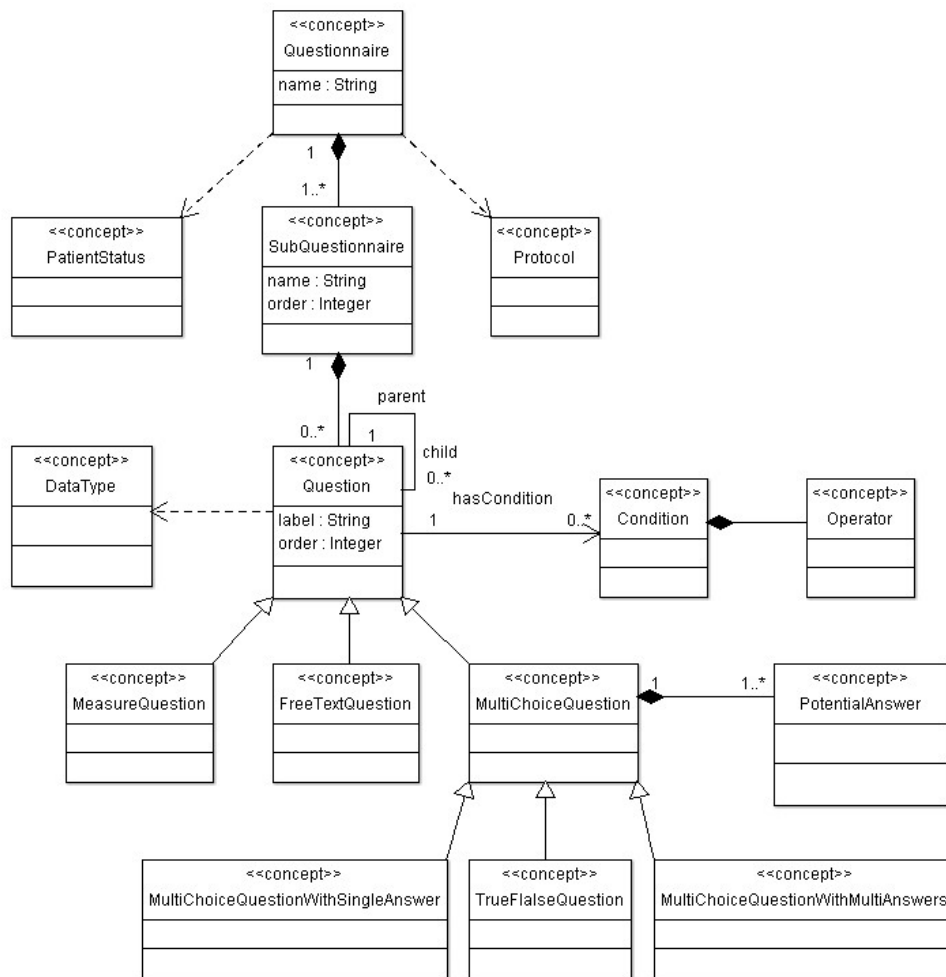 <<concept>>
Questionnaire
name : String
1
1..*
<<concept>>
PatientStatus
<<concept>>
SubQuestionnaire
name : String
order : Integer
<<concept>>
Protocol
1
parent
0..*
1
child
0..*
<<concept>>
DataType
<<concept>>
Question
label : String
order : Integer
hasCondition
1
0..*
<<concept>>
Condition
<<concept>>
Operator
<<concept>>
MeasureQuestion
<<concept>>
FreeTextQuestion
<<concept>>
MultiChoiceQuestion
1
1..*
<<concept>>
PotentialAnswer
<<concept>>
MultiChoiceQuestionWithSingleAnswer
<<concept>>
TrueFlalseQuestion
<<concept>>
MultiChoiceQuestionWithMultiAnswers